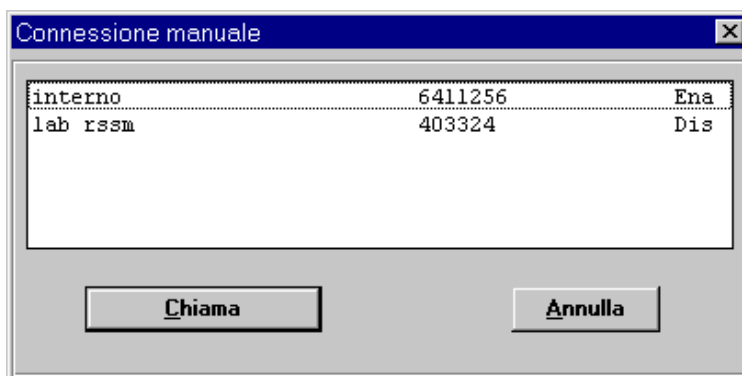 Connessione manuale
interno 6411256 Ena
lab rssm 403324 Dis
Chiama Annulla